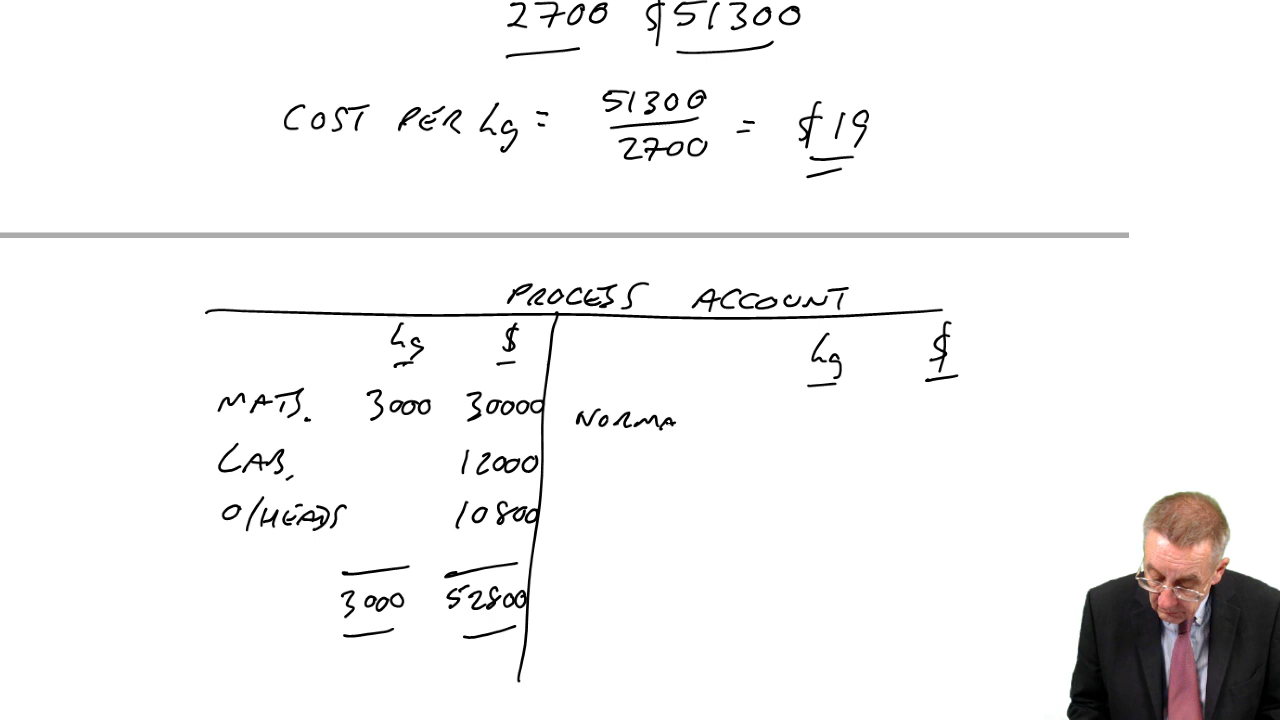 2700 $51300
COST PER kg = 51300 / 2700 = $19
PROCESS ACCOUNT
kg $ kg $
MATS. 3000 30000 NORMA
LAB. 12000
O/HEADS 10800
3000 52800